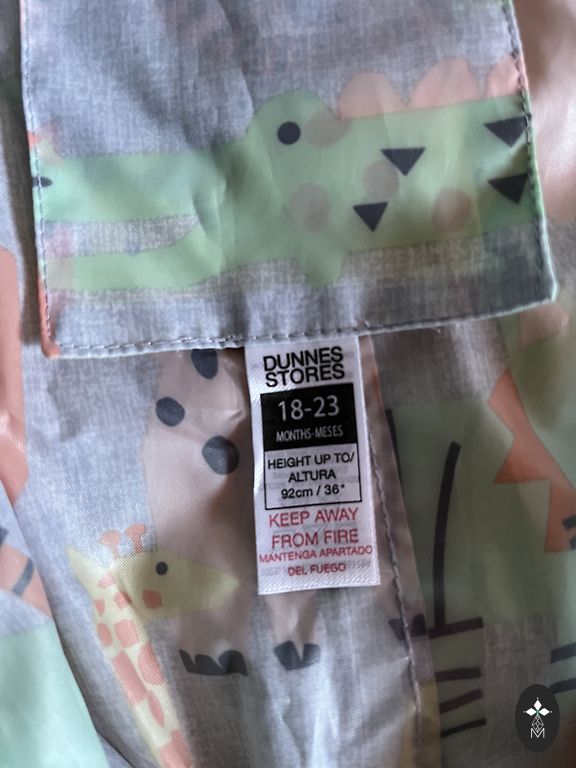 DUNNES
STORES
18-23
MONTHS-MESES
HEIGHT UP TO/
ALTURA
92cm / 36"
KEEP AWAY
FROM FIRE
MANTENGA APARTADO
DEL FUEGO
M